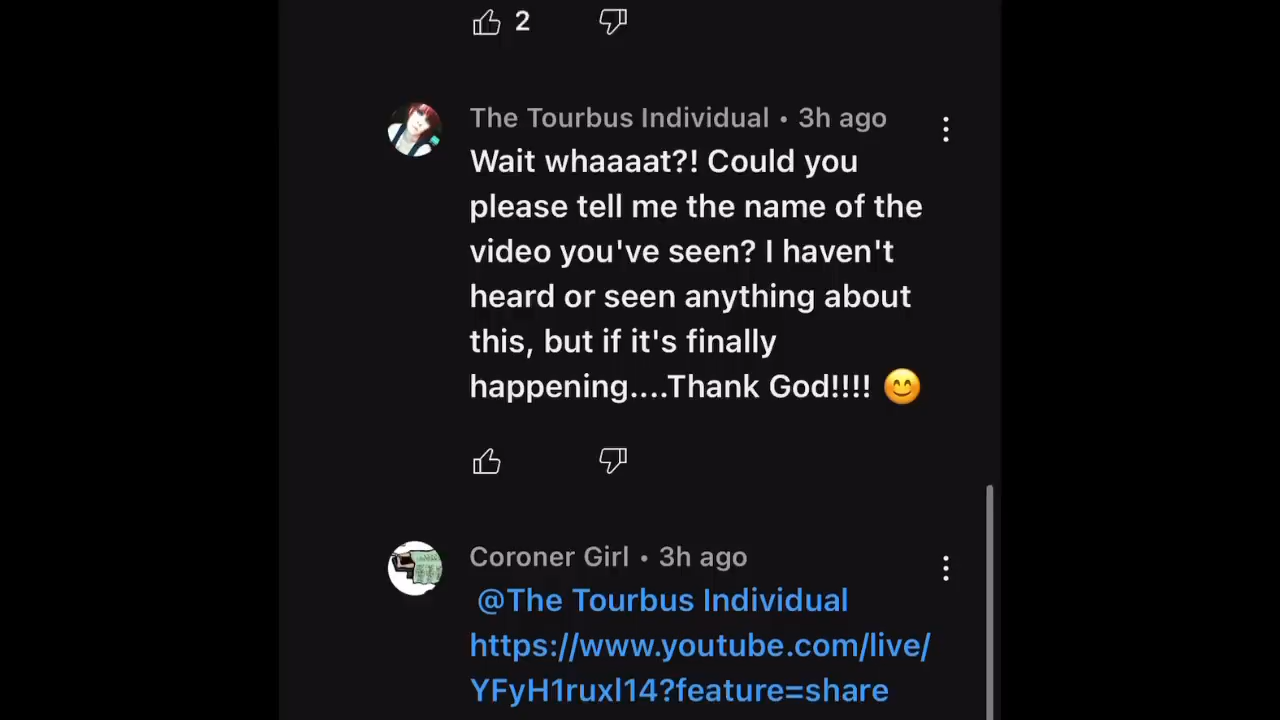 2
The Tourbus Individual • 3h ago
Wait whaaaat?! Could you
please tell me the name of the
video you've seen? I haven't
heard or seen anything about
this, but if it's finally
happening....Thank God!!!! 😊
Coroner Girl • 3h ago
@The Tourbus Individual
https://www.youtube.com/live/
YFyH1ruxl14?feature=share